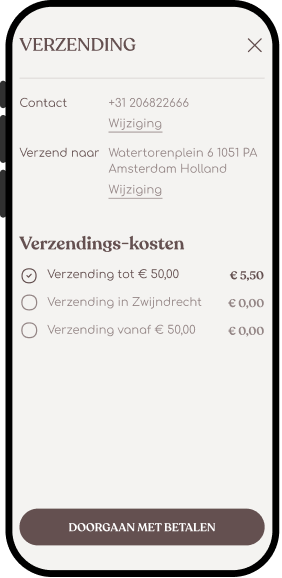 VERZENDING
Contact +31 206822666
Wijziging
Verzend naar Watertorenplein 6 1051 PA
Amsterdam Holland
Wijziging
Verzendings-kosten
Verzending tot € 50,00 € 5,50
Verzending in Zwijndrecht € 0,00
Verzending vanaf € 50,00 € 0,00
DOORGAAN MET BETALEN